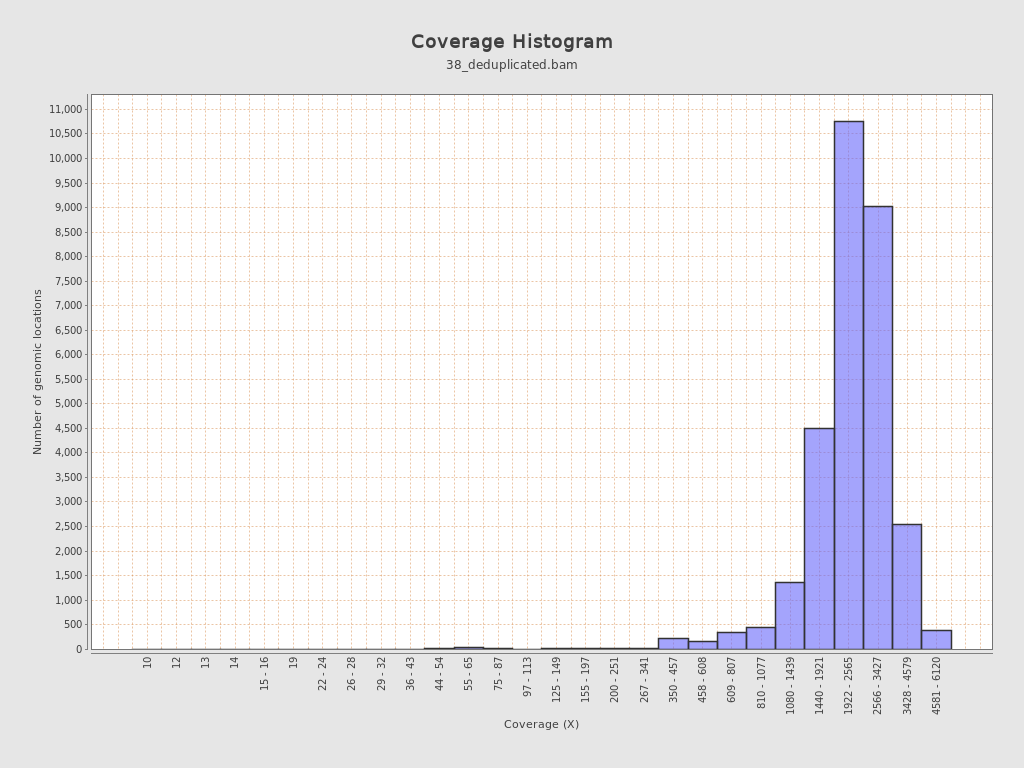 Coverage Histogram
38_deduplicated.bam
11,000
10,500
10,000
9,500
9,000
8,500
8,000
7,500
7,000
6,500
6,000
5,500
5,000
4,500
4,000
3,500
3,000
2,500
2,000
1,500
1,000
500
0
Number of genomic locations
10
12
13
14
15 - 16
19
22 - 24
26 - 28
29 - 32
36 - 43
44 - 54
55 - 65
75 - 87
97 - 113
125 - 149
155 - 197
200 - 251
267 - 341
350 - 457
458 - 608
609 - 807
810 - 1077
1080 - 1439
1440 - 1921
1922 - 2565
2566 - 3427
3428 - 4579
4581 - 6120
Coverage (X)